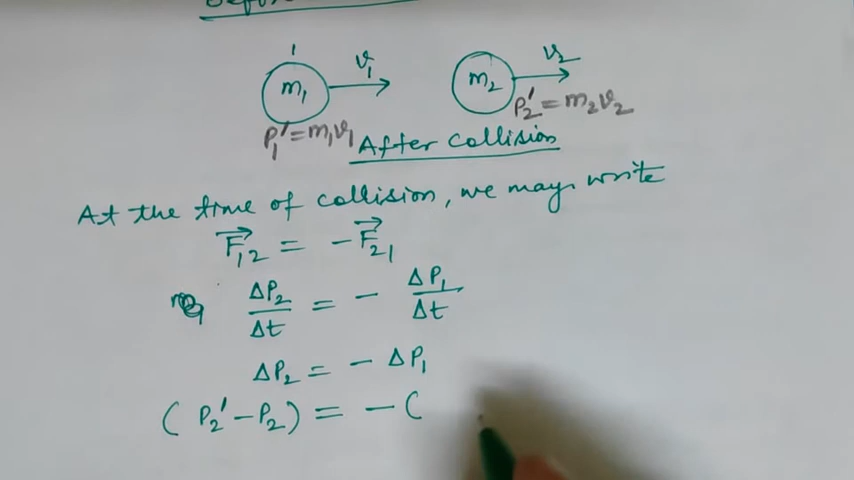 m₁ v₁ m₂ v₂
P₁' = m₁v₁ P₂' = m₂v₂
After Collision
At the time of collision, we may write
F₁₂ = - F₂₁
ΔP₂/Δt = - ΔP₁/Δt
ΔP₂ = - ΔP₁
(P₂' - P₂) = - (